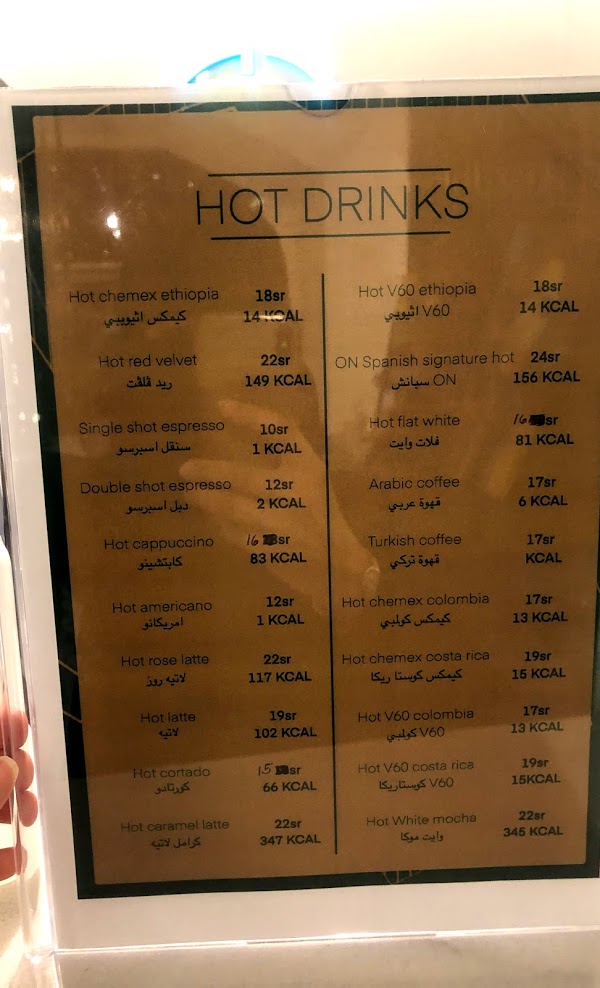 HOT DRINKS
Hot chemex ethiopia 18sr
كيمكس اثيوبيي 14 KCAL
Hot red velvet 22sr
ريد ڤلڤت 149 KCAL
Single shot espresso 10sr
سنقل اسبرسو 1 KCAL
Double shot espresso 12sr
دبل اسبرسو 2 KCAL
Hot cappuccino 16 sr
كابتشينو 83 KCAL
Hot americano 12sr
امريكانو 1 KCAL
Hot rose latte 22sr
لاتيه روز 117 KCAL
Hot latte 19sr
لاتيه 102 KCAL
Hot cortado 15 sr
كورتادو 66 KCAL
Hot caramel latte 22sr
كرامل لاتيه 347 KCAL
Hot V60 ethiopia 18sr
V60 اثيوبيي 14 KCAL
ON Spanish signature hot 24sr
ON سبانش 156 KCAL
Hot flat white 16 sr
فلات وايت 81 KCAL
Arabic coffee 17sr
قهوة عربي 6 KCAL
Turkish coffee 17sr
قهوة تركي KCAL
Hot chemex colombia 17sr
كيمكس كولبي 13 KCAL
Hot chemex costa rica 19sr
كيمكس كوستا ريكا 15 KCAL
Hot V60 colombia 17sr
V60 كولبي 13 KCAL
Hot V60 costa rica 19sr
V60 كوستاريكا 15KCAL
Hot White mocha 22sr
وايت موكا 345 KCAL